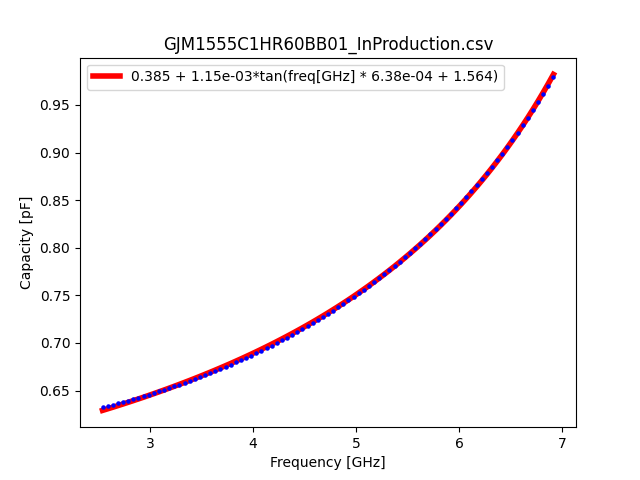 GJM1555C1HR60BB01_InProduction.csv
0.385 + 1.15e-03*tan(freq[GHz] * 6.38e-04 + 1.564)
Capacity [pF]
0.95
0.90
0.85
0.80
0.75
0.70
0.65
3 4 5 6 7
Frequency [GHz]